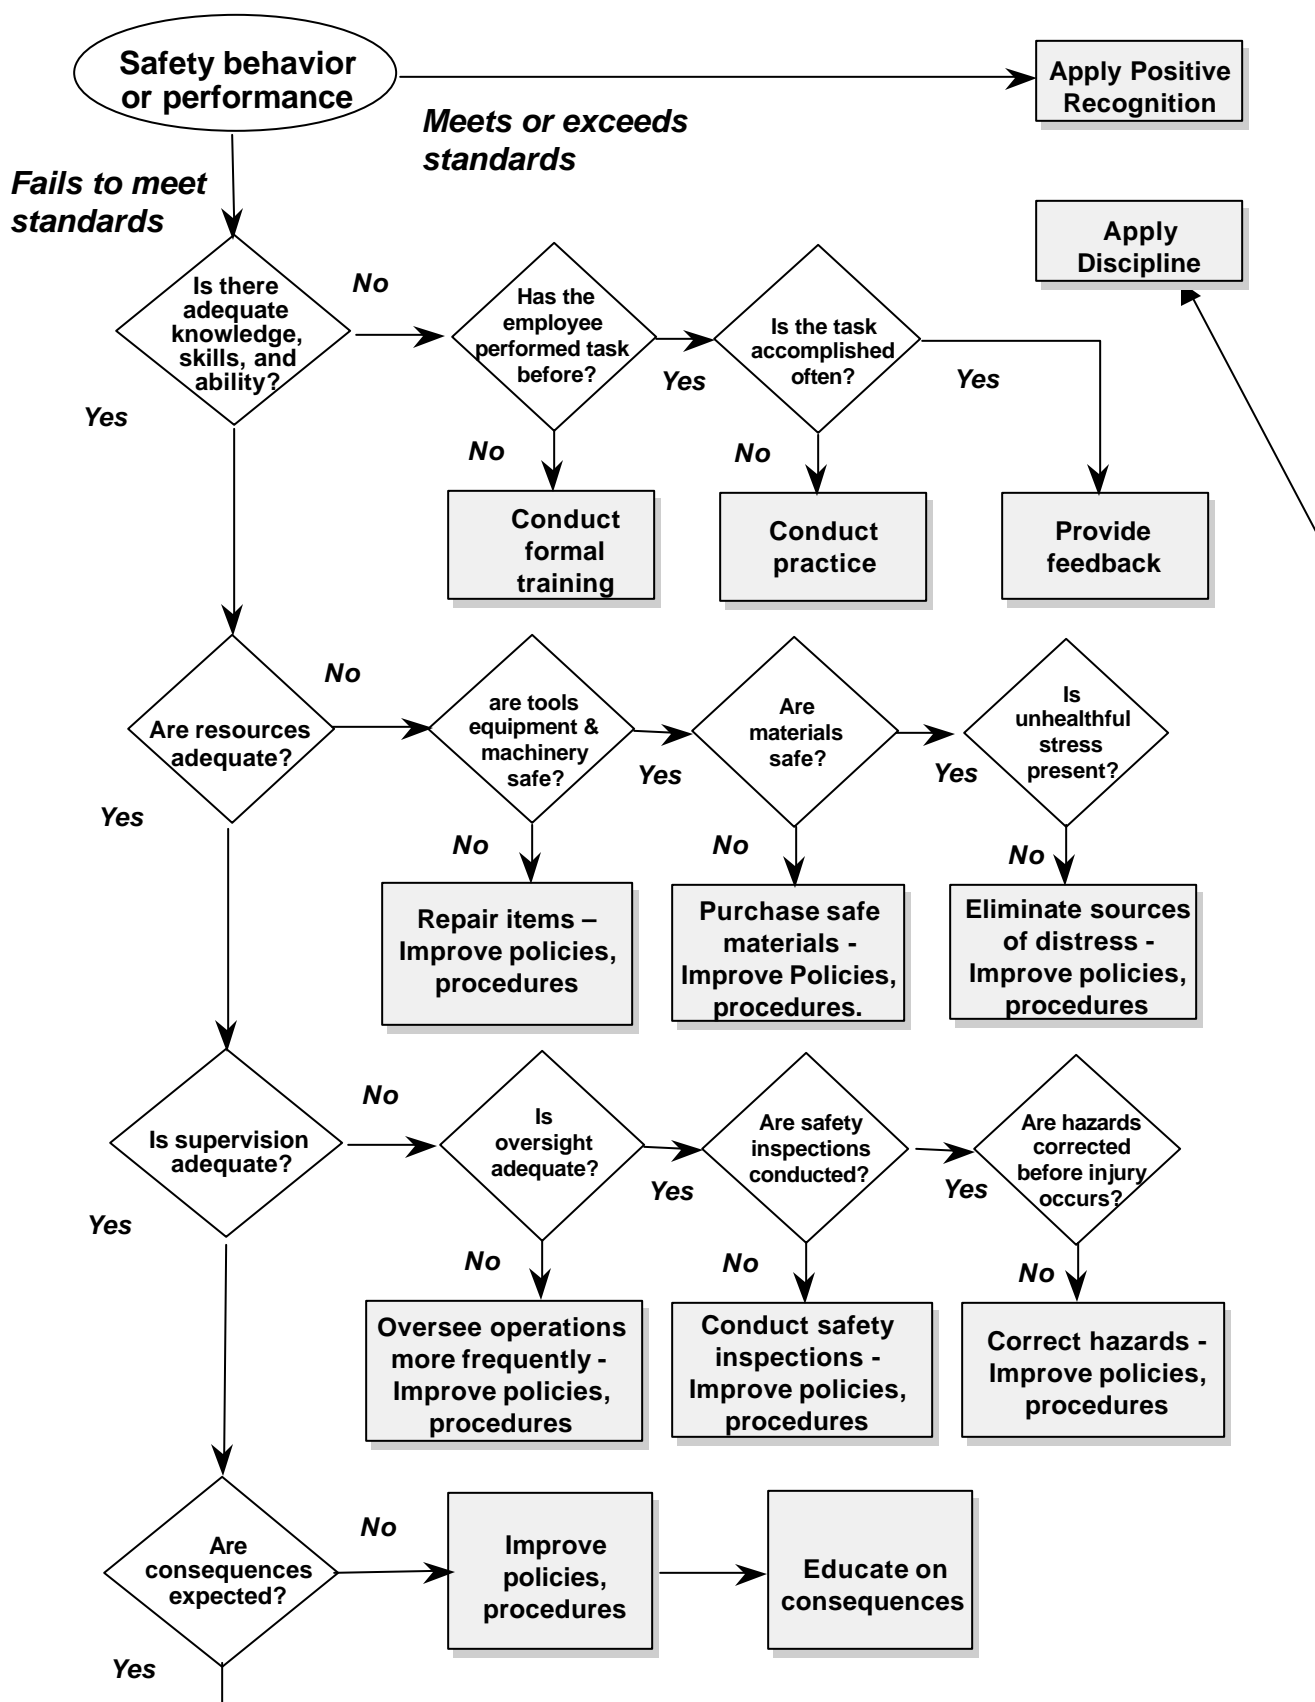 Safety behavior
or performance
Apply Positive
Recognition
Meets or exceeds
standards
Fails to meet
standards
Apply
Discipline
Is there
adequate
knowledge,
skills, and
ability?
No
Has the
employee
performed task
before?
Yes
Is the task
accomplished
often?
Yes
Yes
No
No
Conduct
formal
training
Conduct
practice
Provide
feedback
Are resources
adequate?
No
are tools
equipment &
machinery
safe?
Yes
Are
materials
safe?
Yes
Is
unhealthful
stress
present?
Yes
No
No
No
Repair items –
Improve policies,
procedures
Purchase safe
materials -
Improve Policies,
procedures.
Eliminate sources
of distress -
Improve policies,
procedures
Is supervision
adequate?
No
Is
oversight
adequate?
Yes
Are safety
inspections
conducted?
Yes
Are hazards
corrected
before injury
occurs?
Yes
No
No
No
Oversee operations
more frequently -
Improve policies,
procedures
Conduct safety
inspections -
Improve policies,
procedures
Correct hazards -
Improve policies,
procedures
Are
consequences
expected?
No
Improve
policies,
procedures
Educate on
consequences
Yes